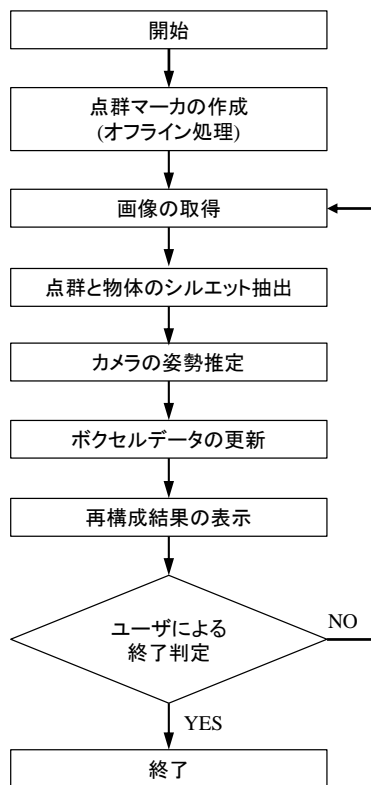 開始
点群マーカの作成
(オフライン処理)
画像の取得
点群と物体のシルエット抽出
カメラの姿勢推定
ボクセルデータの更新
再構成結果の表示
ユーザによる
終了判定
NO
YES
終了